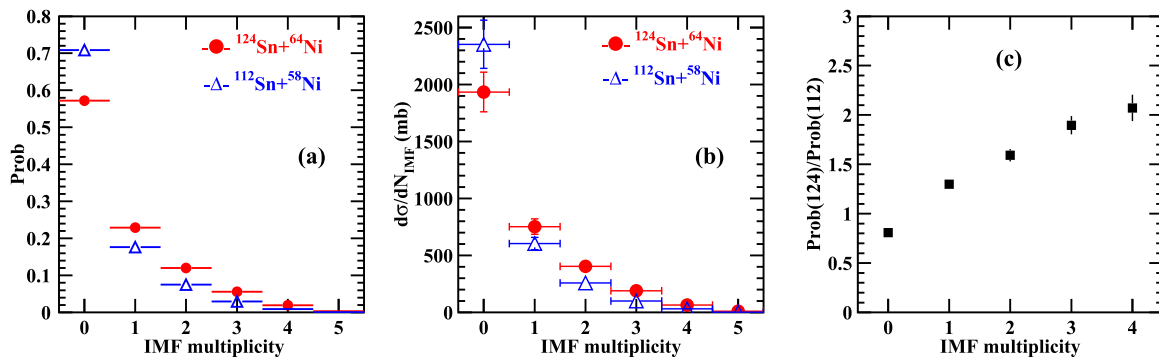 0.8
0.7
0.6
0.5
0.4
0.3
0.2
0.1
0
Prob
¹²⁴Sn+⁶⁴Ni
¹¹²Sn+⁵⁸Ni
(a)
0 1 2 3 4 5
IMF multiplicity
2500
2000
1500
1000
500
0
dσ/dN_IMF (mb)
¹²⁴Sn+⁶⁴Ni
¹¹²Sn+⁵⁸Ni
(b)
0 1 2 3 4 5
IMF multiplicity
3
2.5
2
1.5
1
0.5
0
Prob(124)/Prob(112)
(c)
0 1 2 3 4
IMF multiplicity